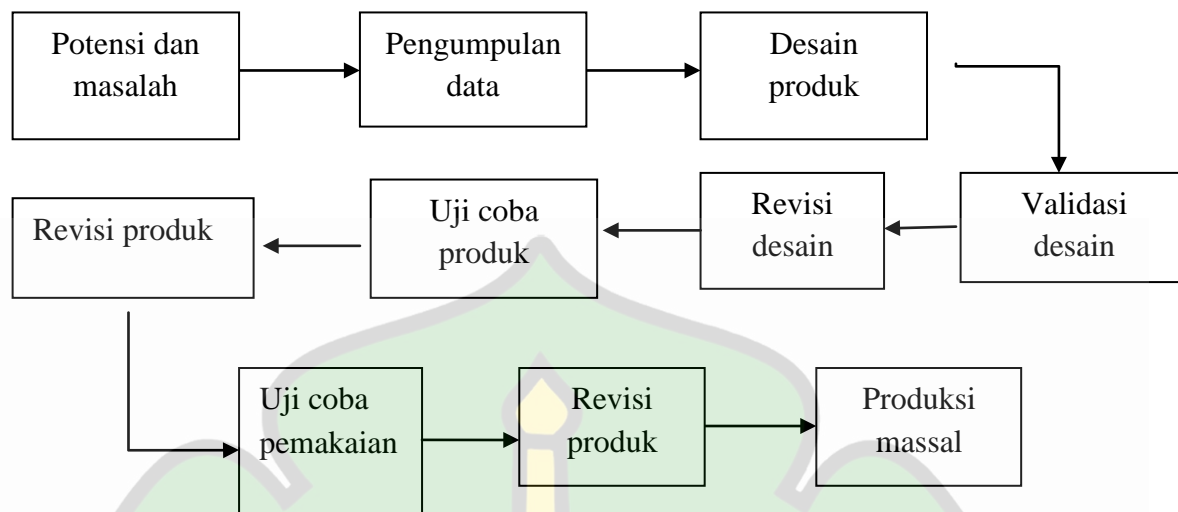 Potensi dan
masalah
Pengumpulan
data
Desain
produk
Validasi
desain
Revisi
desain
Uji coba
produk
Revisi produk
Uji coba
pemakaian
Revisi
produk
Produksi
massal